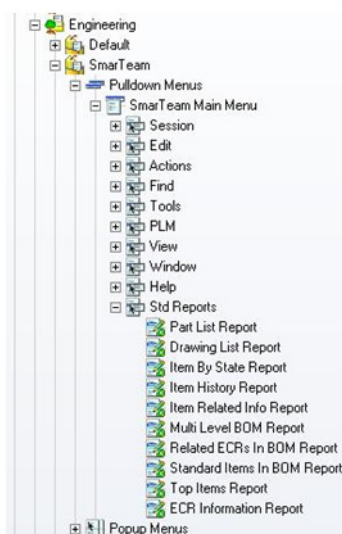 Engineering
Default
SmarTeam
Pulldown Menus
SmarTeam Main Menu
Session
Edit
Actions
Find
Tools
PLM
View
Window
Help
Std Reports
Part List Report
Drawing List Report
Item By State Report
Item History Report
Item Related Info Report
Multi Level BOM Report
Related ECRs In BOM Report
Standard Items In BOM Report
Top Items Report
ECR Information Report
Popup Menus